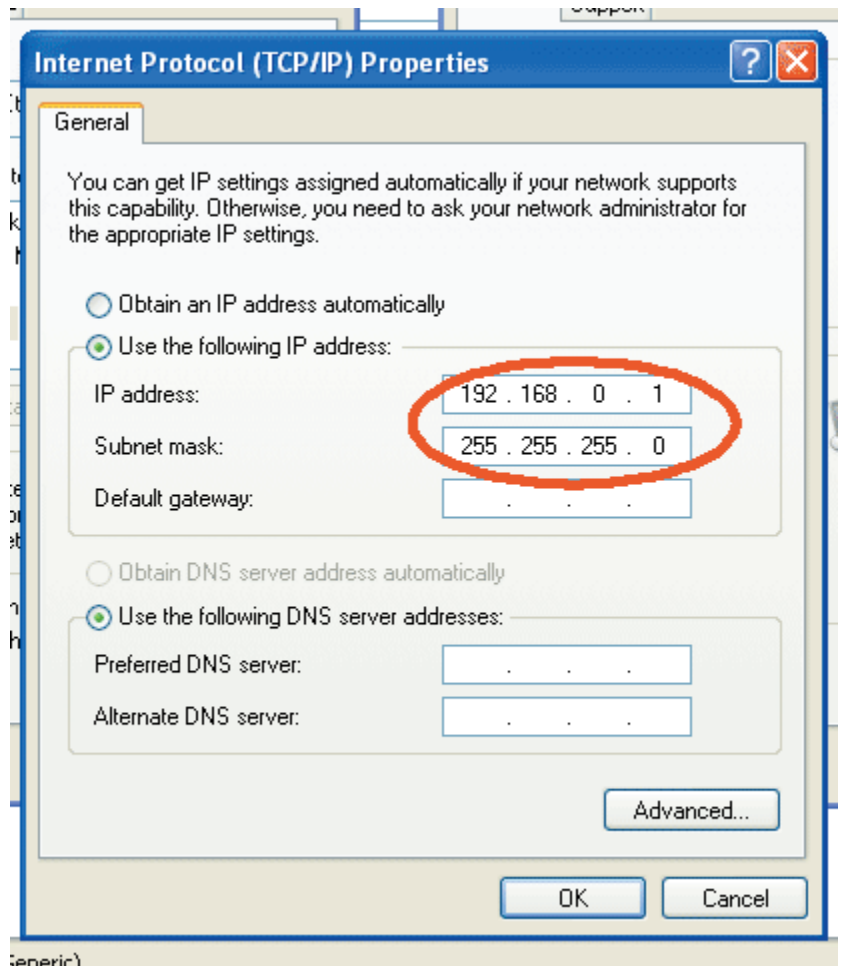 Support
Internet Protocol (TCP/IP) Properties
General
You can get IP settings assigned automatically if your network supports
this capability. Otherwise, you need to ask your network administrator for
the appropriate IP settings.
Obtain an IP address automatically
Use the following IP address:
IP address: 192 . 168 . 0 . 1
Subnet mask: 255 . 255 . 255 . 0
Default gateway: . . .
Obtain DNS server address automatically
Use the following DNS server addresses:
Preferred DNS server: . . .
Alternate DNS server: . . .
Advanced...
OK Cancel